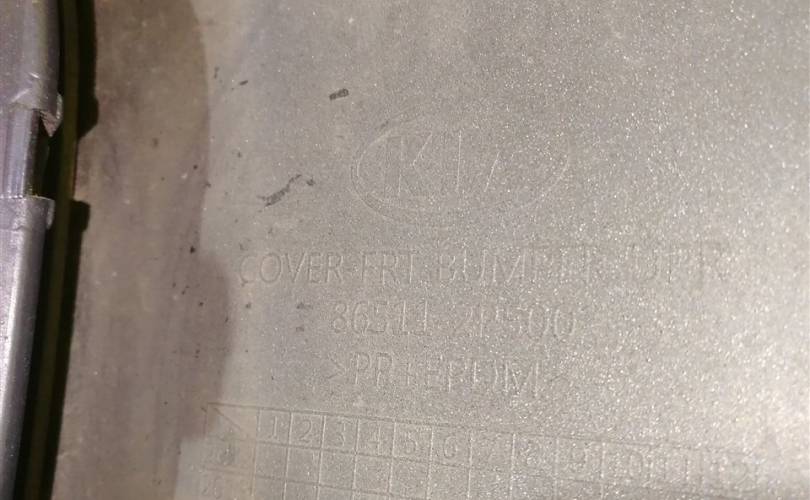 KIA
COVER-FRT BUMPER UPR
86511-2P500
>PP+EPDM<
1 2 3 4 5 6 7 8 9 10 11